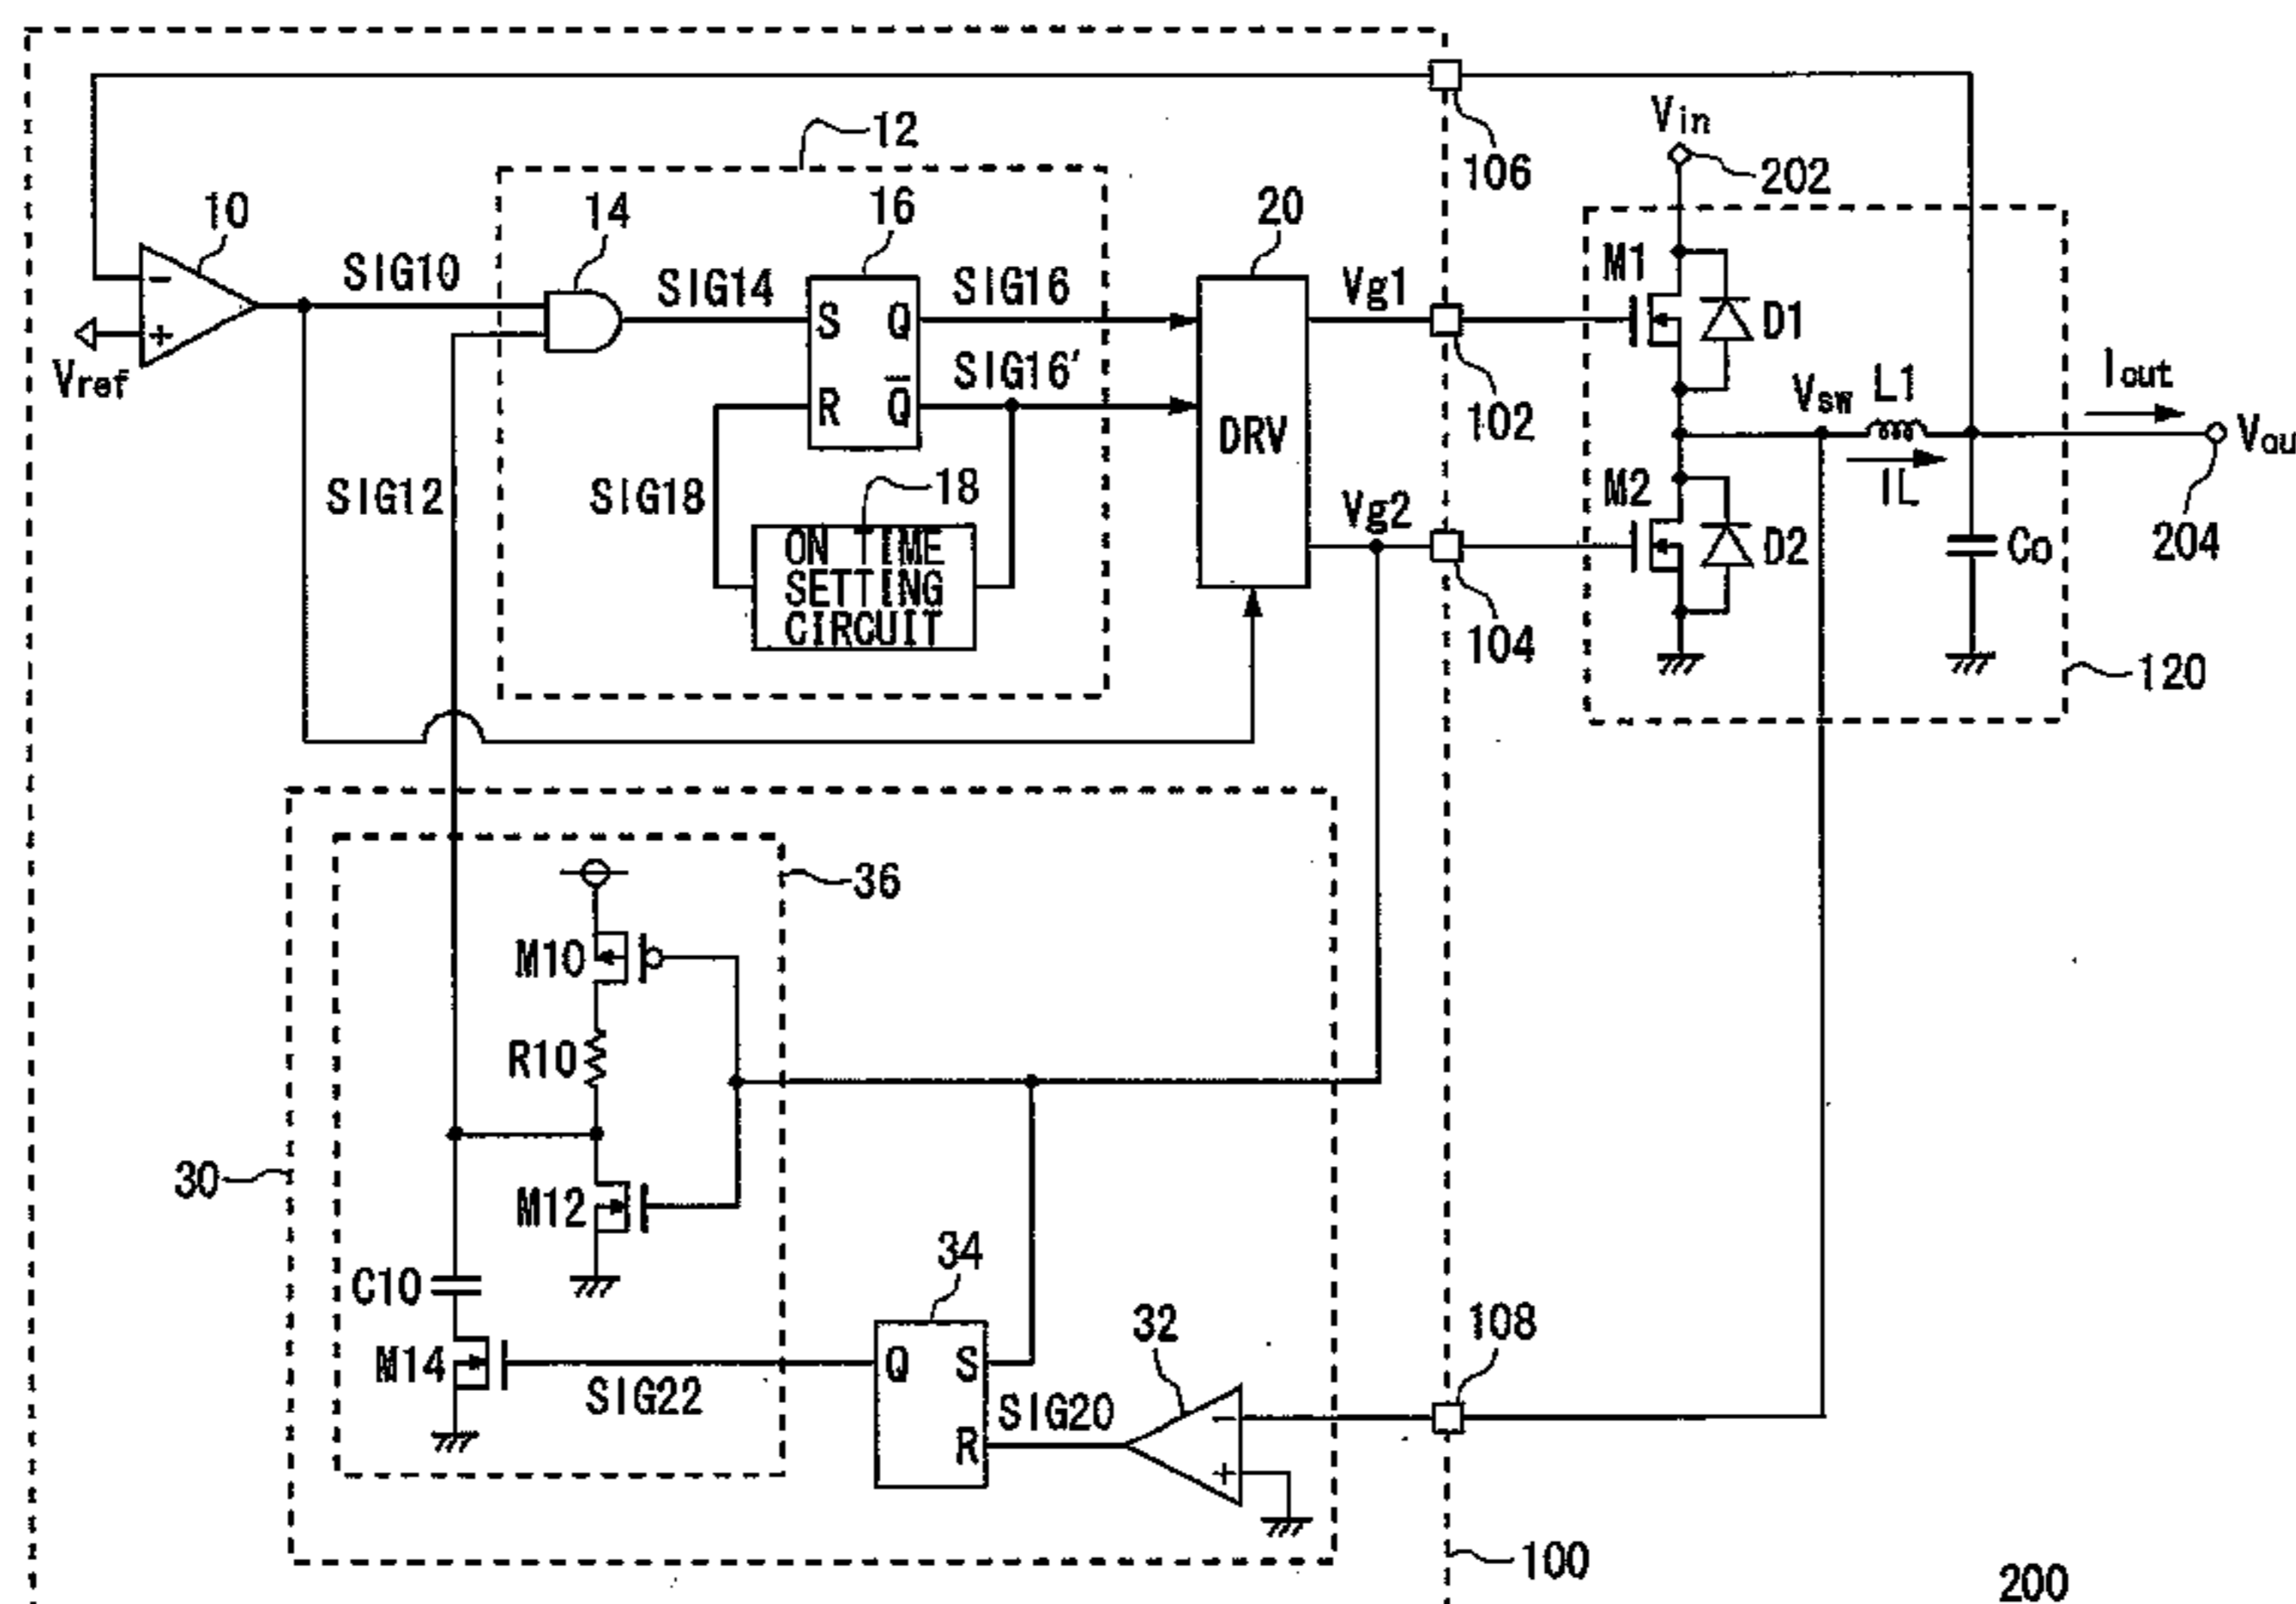 106
Vin
202
12
10
14
16
20
SIG10
SIG14
SIG16
Vg1
M1
D1
-
+
Vref
S
Q
SIG16'
R
Q̅
102
Vsw
L1
Iout
DRV
Vou
SIG12
SIG18
18
Vg2
M2
IL
204
ON TIME
SETTING
CIRCUIT
D2
Co
104
120
36
M10
R10
30
M12
34
C10
32
108
M14
Q
S
SIG22
SIG20
-
R
+
100
200